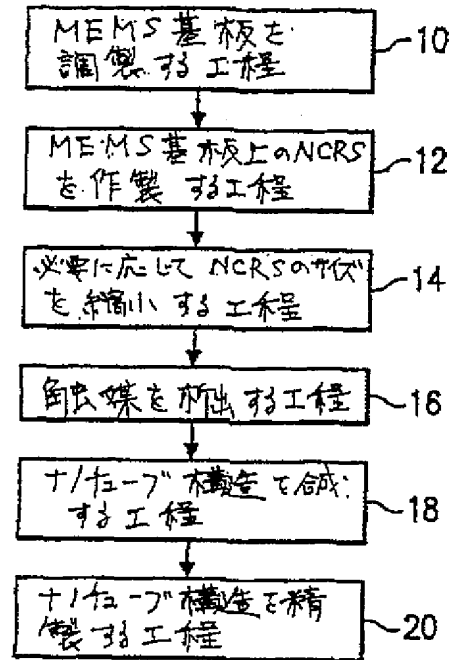 MEMS基板を
調製する工程
10
MEMS基板上のNCRS
を作製する工程
12
必要に応じてNCRSのサイズ
を縮小する工程
14
触媒を析出する工程
16
ナノチューブ構造を合成
する工程
18
ナノチューブ構造を精
製する工程
20